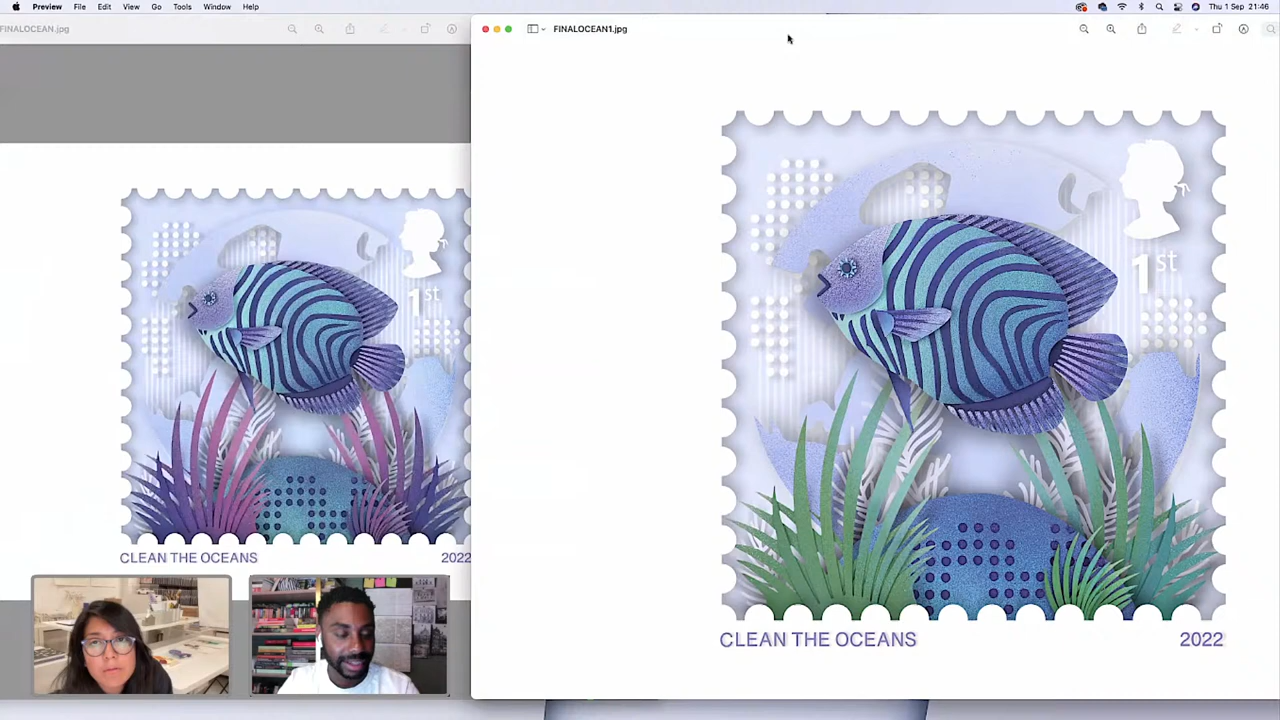 Preview File Edit View Go Tools Window Help
Thu 1 Sep 21:46
FINALOCEAN.jpg
FINALOCEAN1.jpg
1st
CLEAN THE OCEANS 2022
1st
CLEAN THE OCEANS 2022